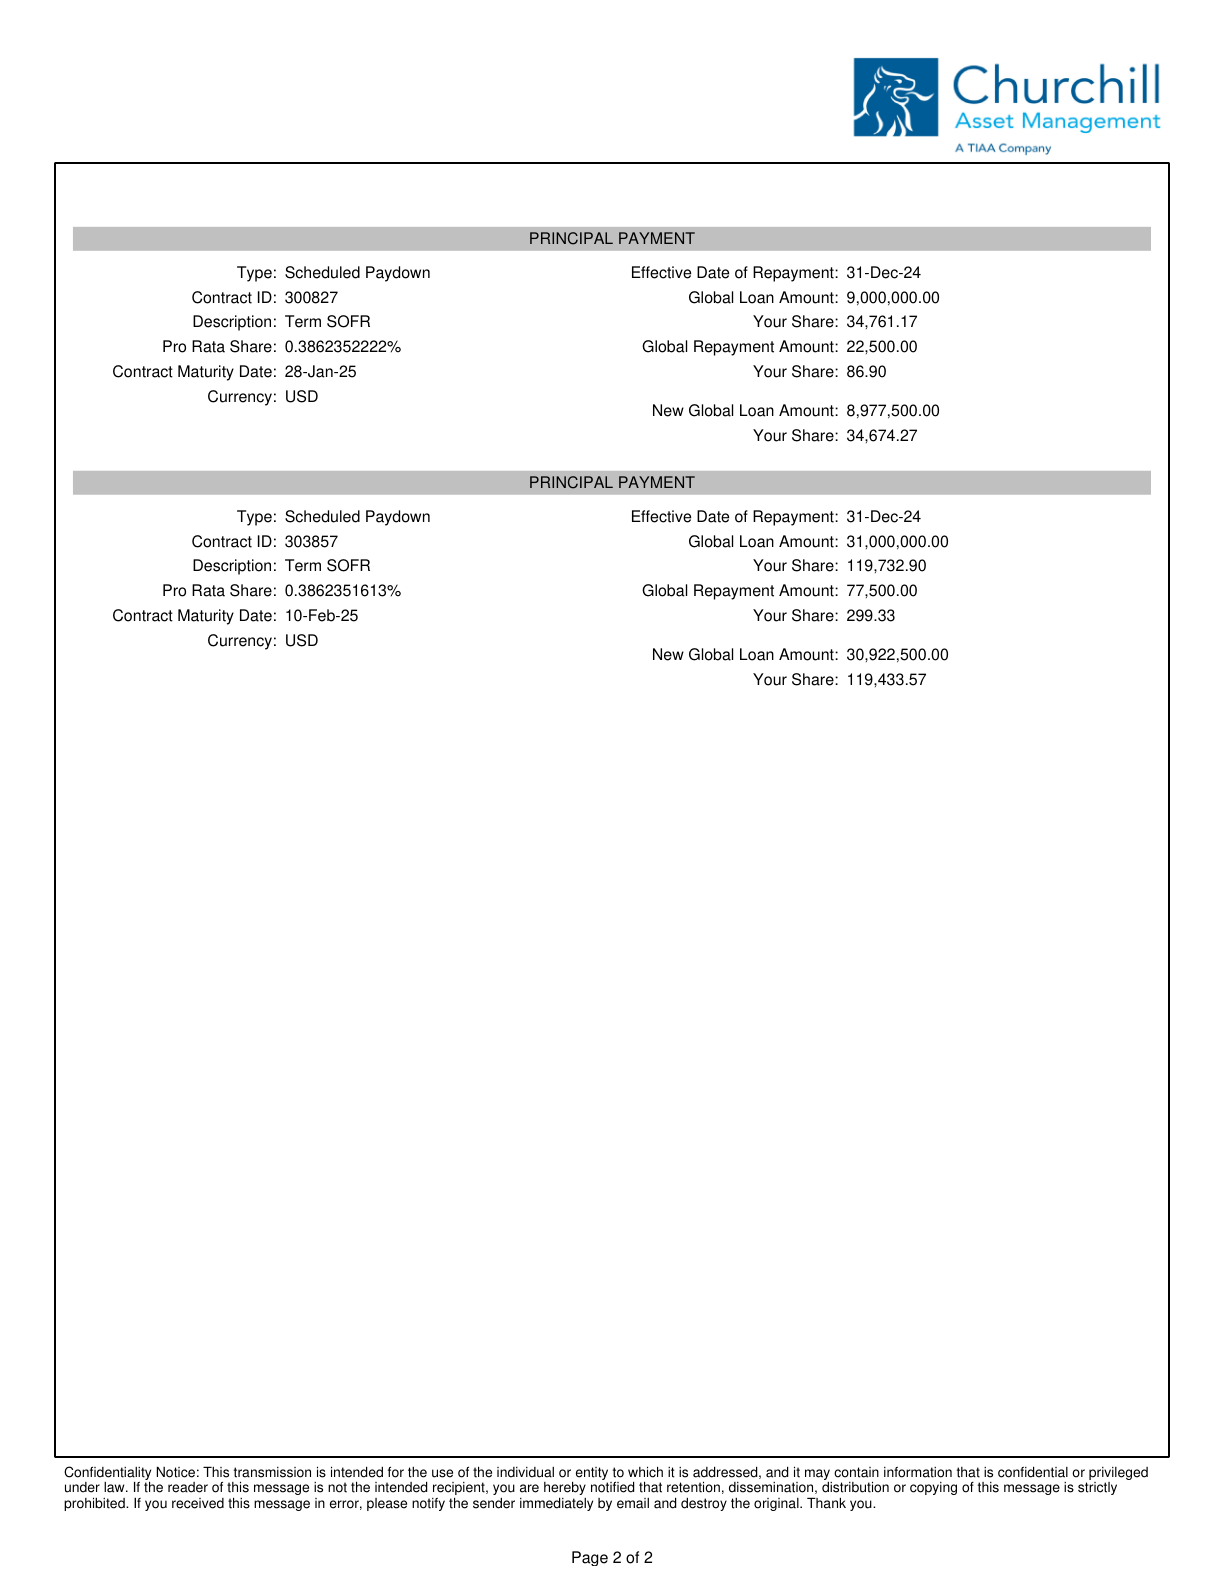 Churchill
Asset Management
A TIAA Company
PRINCIPAL PAYMENT
Type: Scheduled Paydown
Contract ID: 300827
Description: Term SOFR
Pro Rata Share: 0.3862352222%
Contract Maturity Date: 28-Jan-25
Currency: USD
Effective Date of Repayment: 31-Dec-24
Global Loan Amount: 9,000,000.00
Your Share: 34,761.17
Global Repayment Amount: 22,500.00
Your Share: 86.90
New Global Loan Amount: 8,977,500.00
Your Share: 34,674.27
PRINCIPAL PAYMENT
Type: Scheduled Paydown
Contract ID: 303857
Description: Term SOFR
Pro Rata Share: 0.3862351613%
Contract Maturity Date: 10-Feb-25
Currency: USD
Effective Date of Repayment: 31-Dec-24
Global Loan Amount: 31,000,000.00
Your Share: 119,732.90
Global Repayment Amount: 77,500.00
Your Share: 299.33
New Global Loan Amount: 30,922,500.00
Your Share: 119,433.57
Confidentiality Notice: This transmission is intended for the use of the individual or entity to which it is addressed, and it may contain information that is confidential or privileged
under law. If the reader of this message is not the intended recipient, you are hereby notified that retention, dissemination, distribution or copying of this message is strictly
prohibited. If you received this message in error, please notify the sender immediately by email and destroy the original. Thank you.
Page 2 of 2